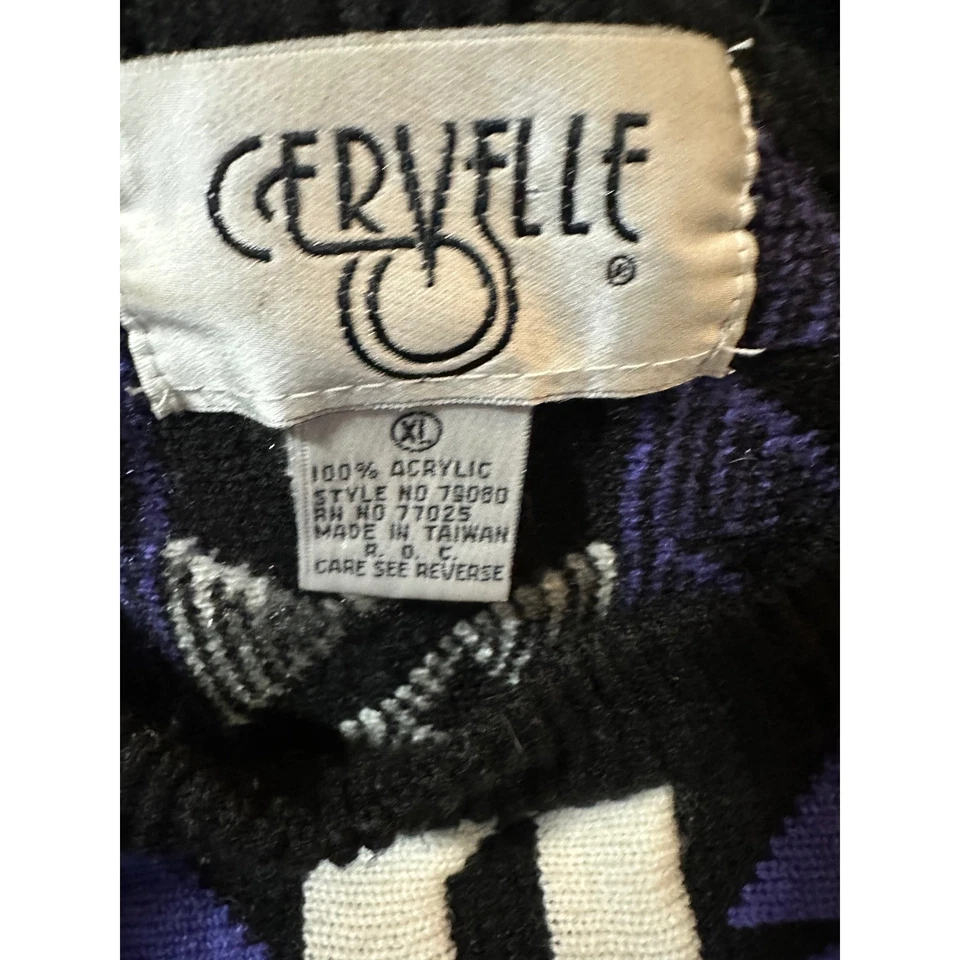 CERVELLE
®
XL
100% ACRYLIC
STYLE NO 79080
RN NO 77025
MADE IN TAIWAN
R. O. C.
CARE SEE REVERSE